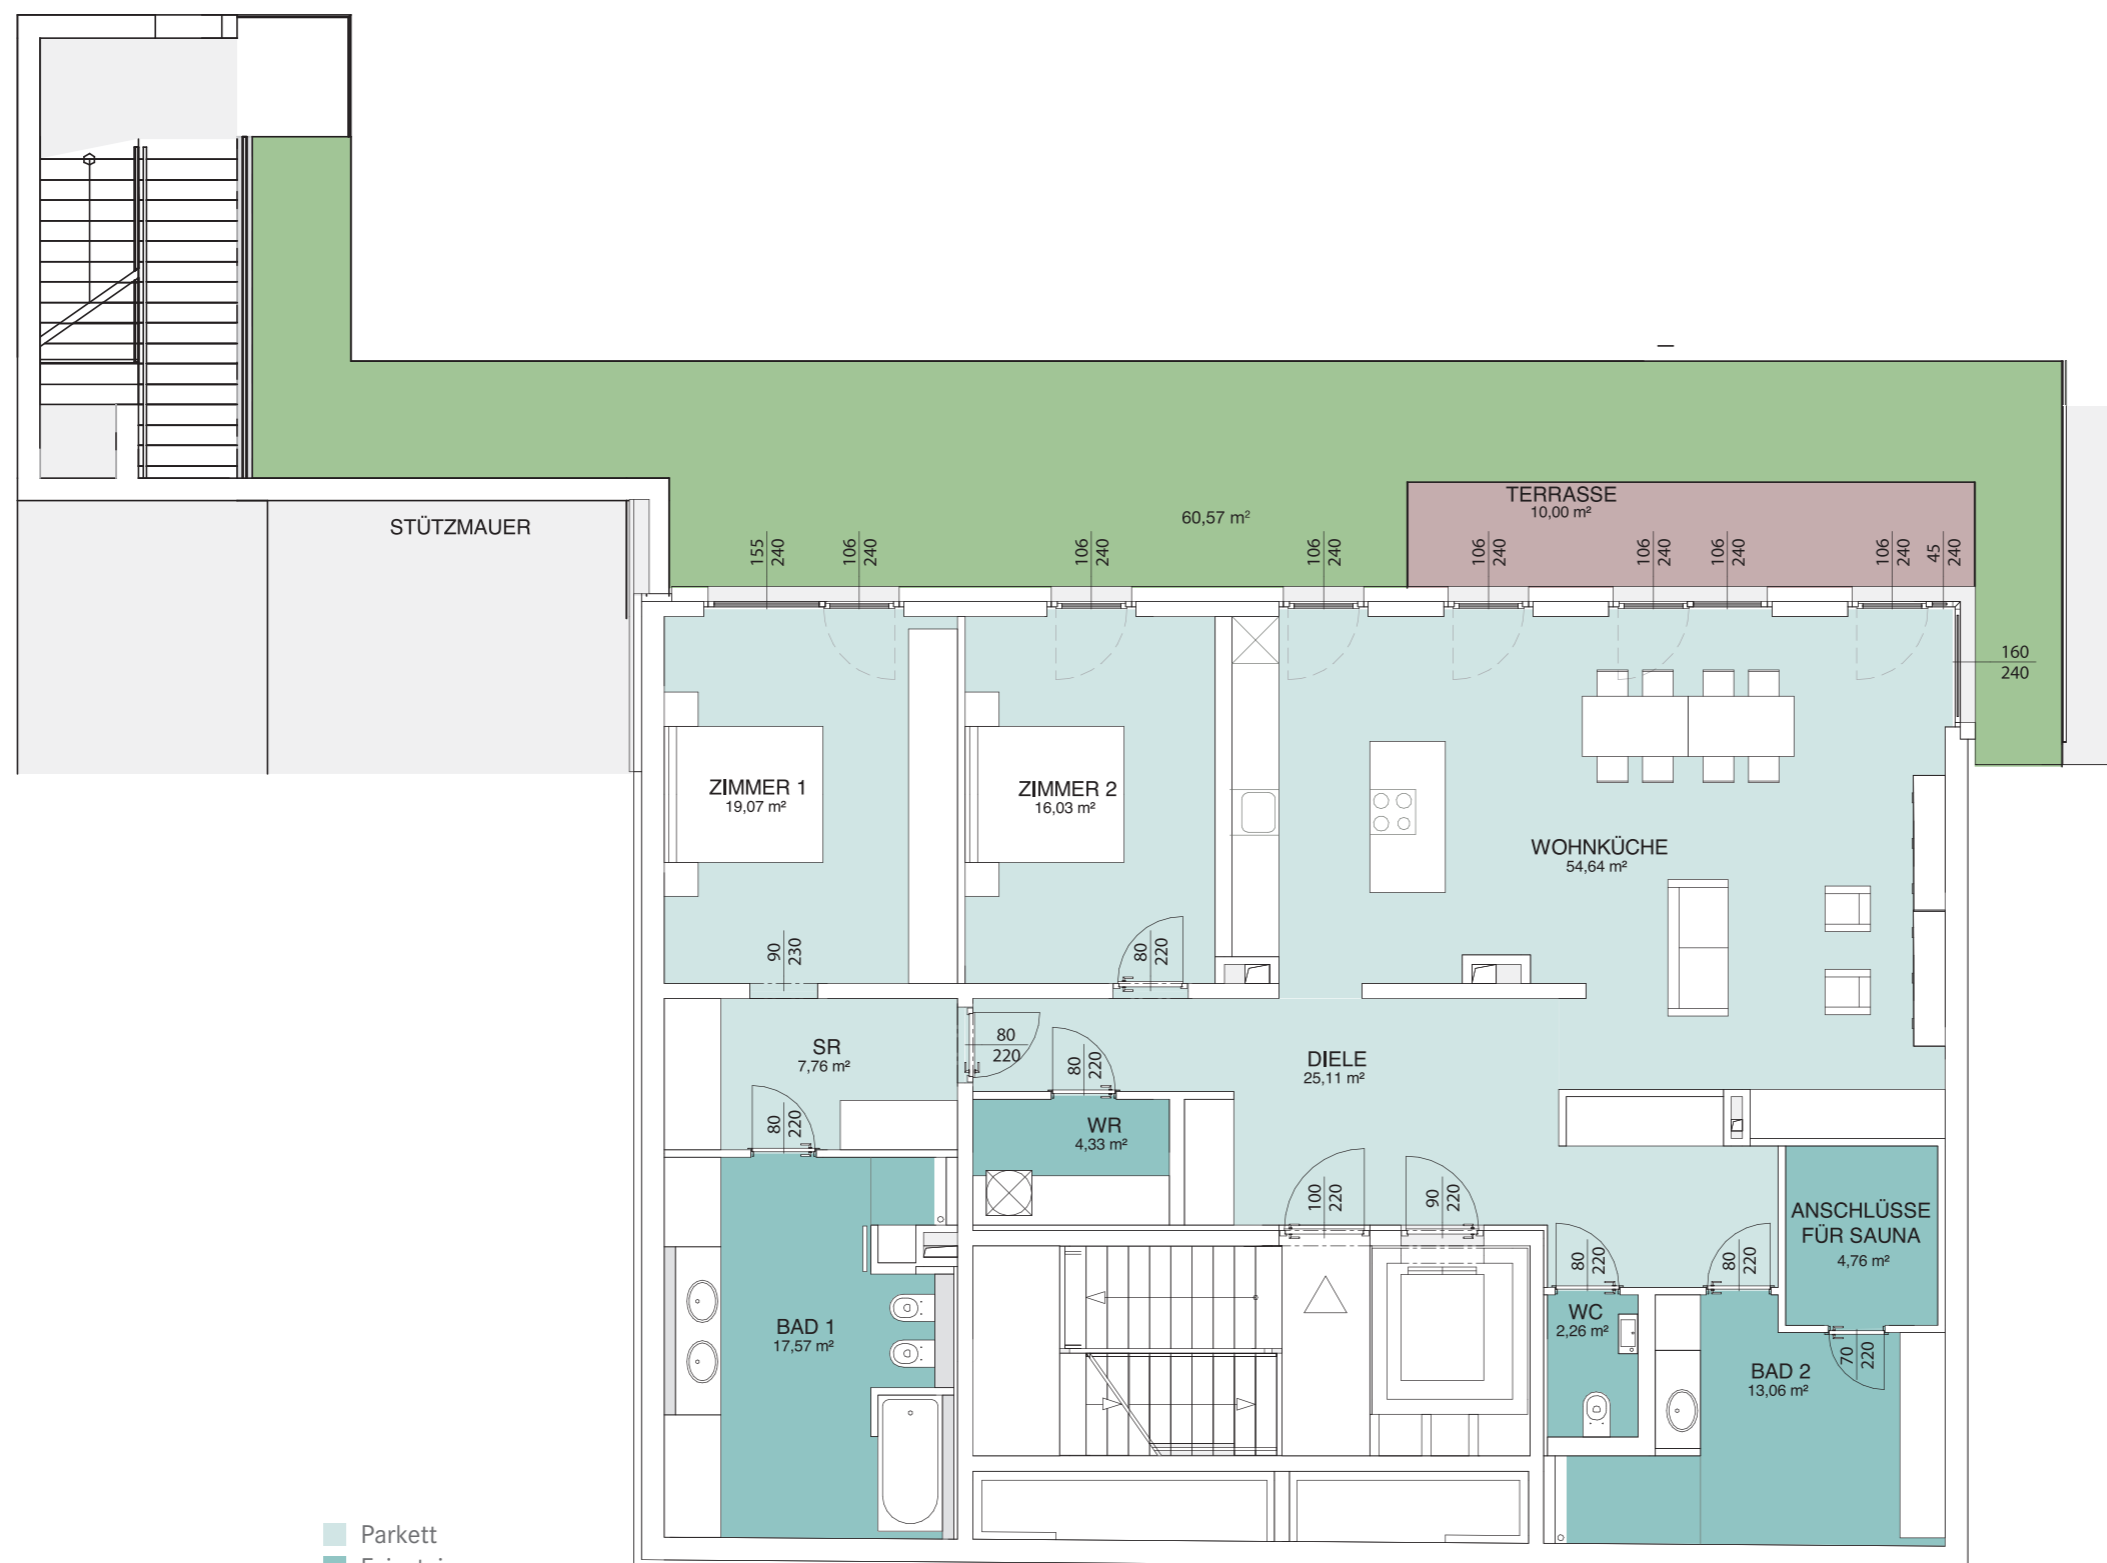 TERRASSE
10,00 m²
60,57 m²
STÜTZMAUER
155
240
106
240
106
240
106
240
106
240
106
240
106
240
106
240
45
240
160
240
ZIMMER 1
19,07 m²
ZIMMER 2
16,03 m²
WOHNKÜCHE
54,64 m²
90
230
80
220
SR
7,76 m²
80
220
80
220
DIELE
25,11 m²
80
220
WR
4,33 m²
100
220
90
220
ANSCHLÜSSE
FÜR SAUNA
4,76 m²
80
220
80
220
BAD 1
17,57 m²
WC
2,26 m²
70
220
BAD 2
13,06 m²
Parkett